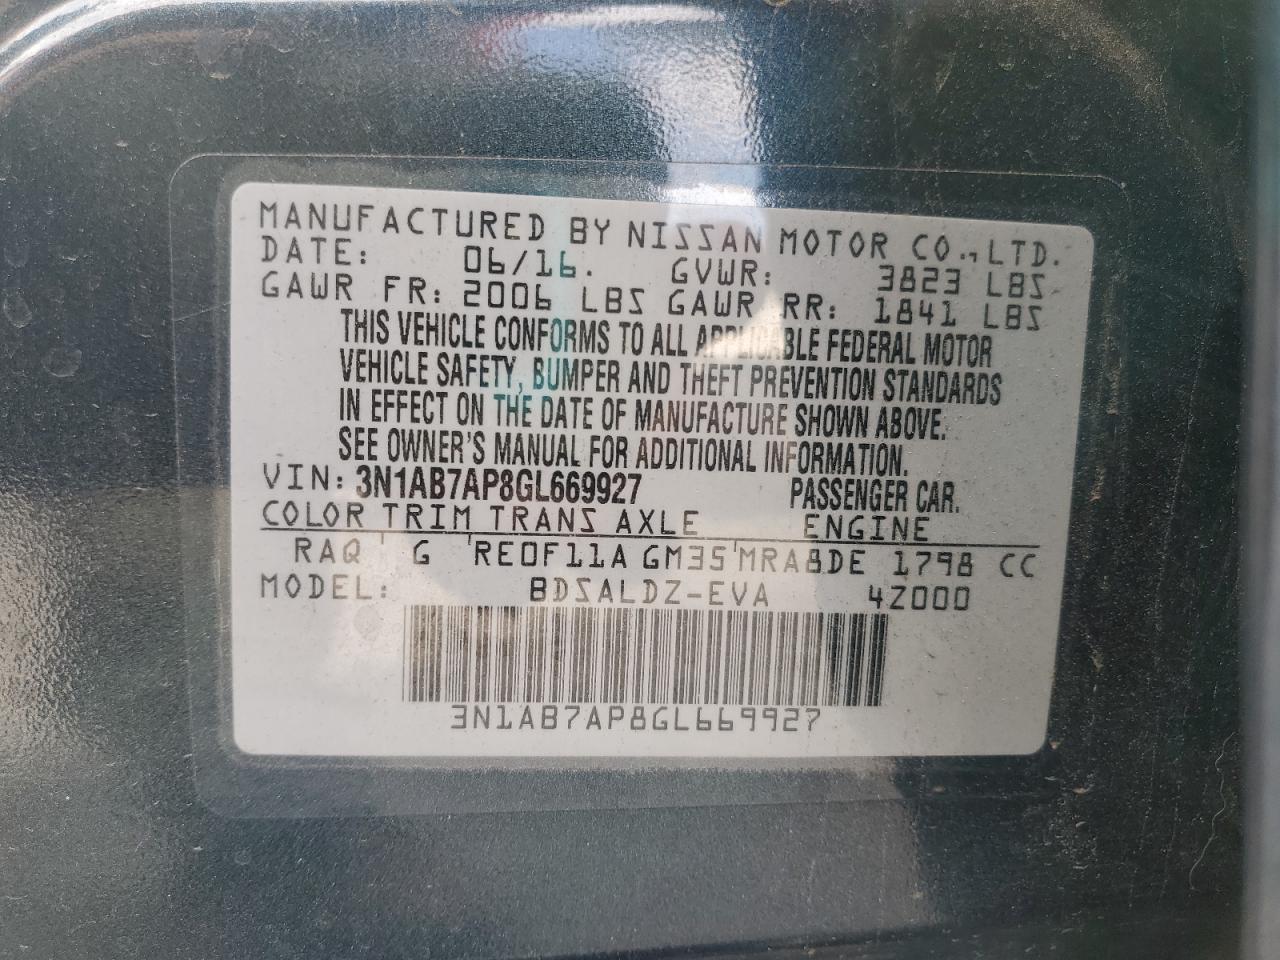 MANUFACTURED BY NISSAN MOTOR CO., LTD.
DATE: 06/16. GVWR: 3823 LBS
GAWR FR: 2006 LBS GAWR RR: 1841 LBS
THIS VEHICLE CONFORMS TO ALL APPLICABLE FEDERAL MOTOR
VEHICLE SAFETY, BUMPER AND THEFT PREVENTION STANDARDS
IN EFFECT ON THE DATE OF MANUFACTURE SHOWN ABOVE.
SEE OWNER'S MANUAL FOR ADDITIONAL INFORMATION.
VIN: 3N1AB7AP8GL669927 PASSENGER CAR.
COLOR TRIM TRANS AXLE ENGINE
RAQ ' G 'RE0F11A GM35'MRA8DE 1798 CC
MODEL: BDSALDZ-EVA 4Z000
3N1AB7AP8GL669927